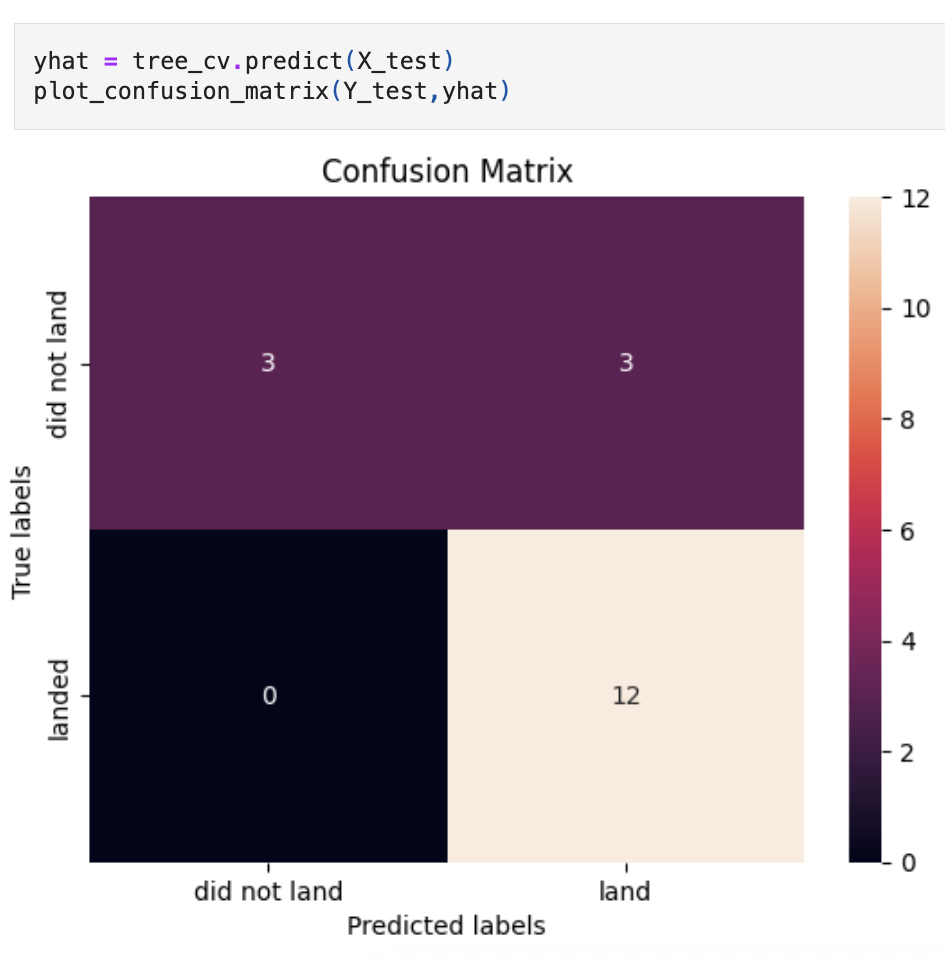 yhat = tree_cv.predict(X_test)
plot_confusion_matrix(Y_test,yhat)
Confusion Matrix
True labels
did not land
landed
3
3
0
12
did not land
land
Predicted labels
12
10
8
6
4
2
0